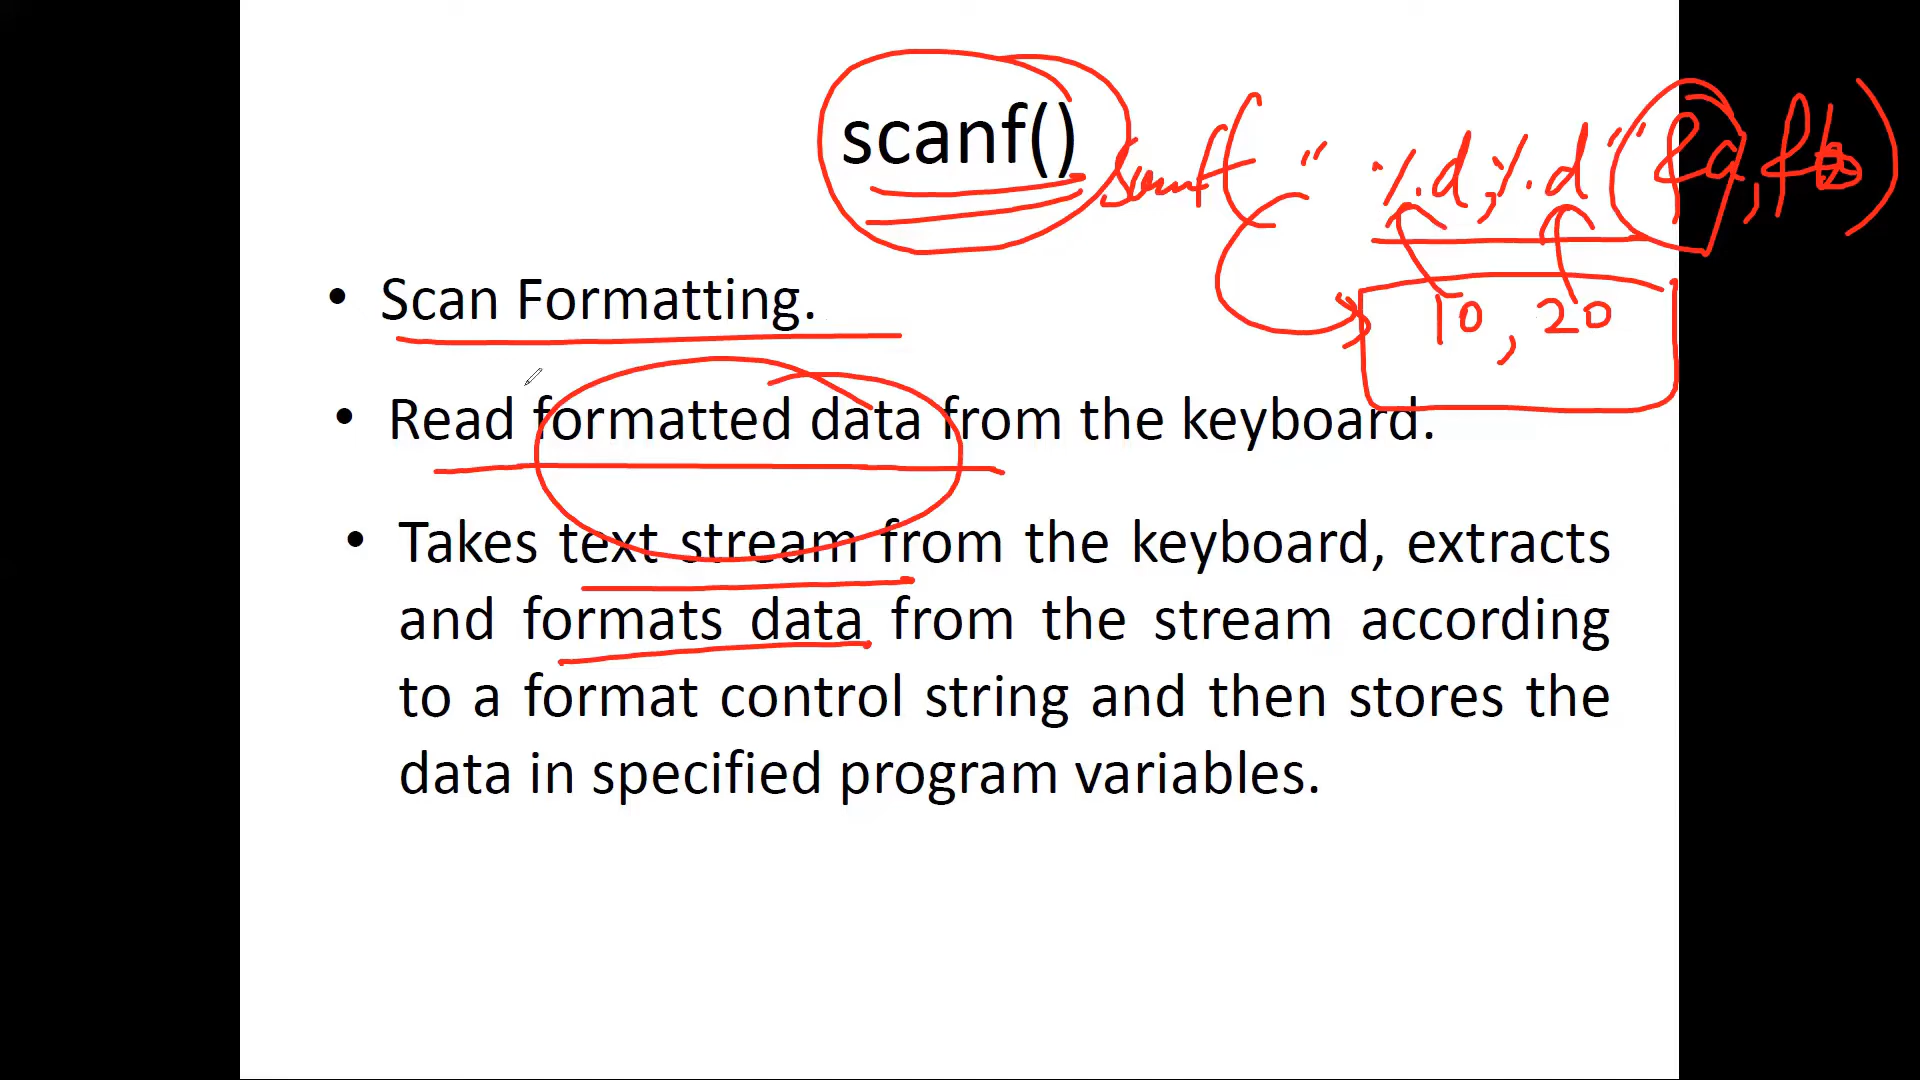 scanf()
scanf( " %d,%d" &a, &b)
• Scan Formatting.
10, 20
• Read formatted data from the keyboard.
• Takes text stream from the keyboard, extracts
and formats data from the stream according
to a format control string and then stores the
data in specified program variables.